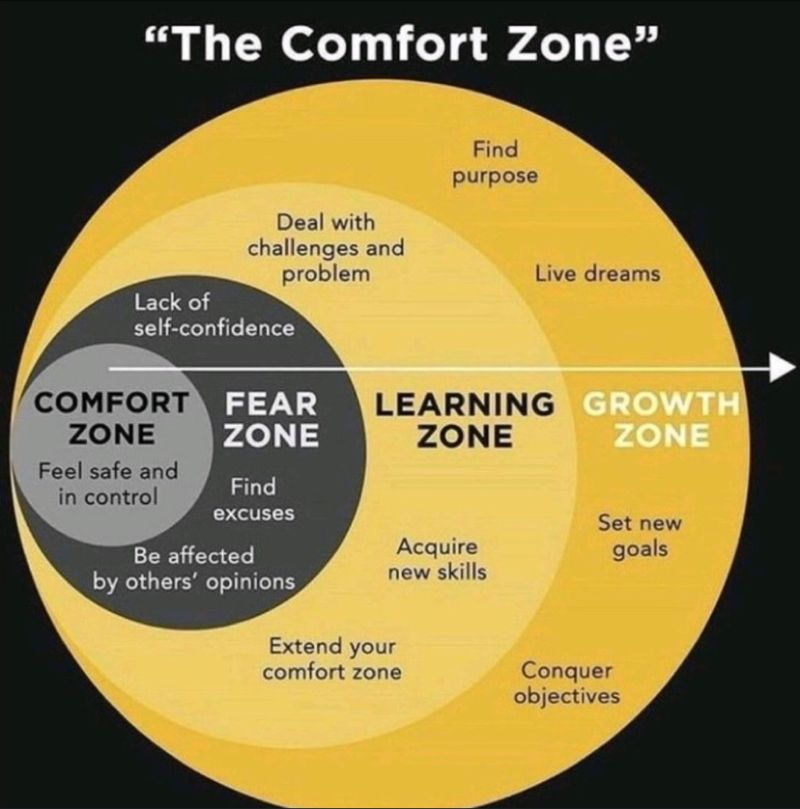 “The Comfort Zone”
Find
purpose
Deal with
challenges and
problem
Live dreams
Lack of
self-confidence
COMFORT
ZONE
Feel safe and
in control
FEAR
ZONE
Find
excuses
Be affected
by others’ opinions
LEARNING
ZONE
Acquire
new skills
Extend your
comfort zone
GROWTH
ZONE
Set new
goals
Conquer
objectives